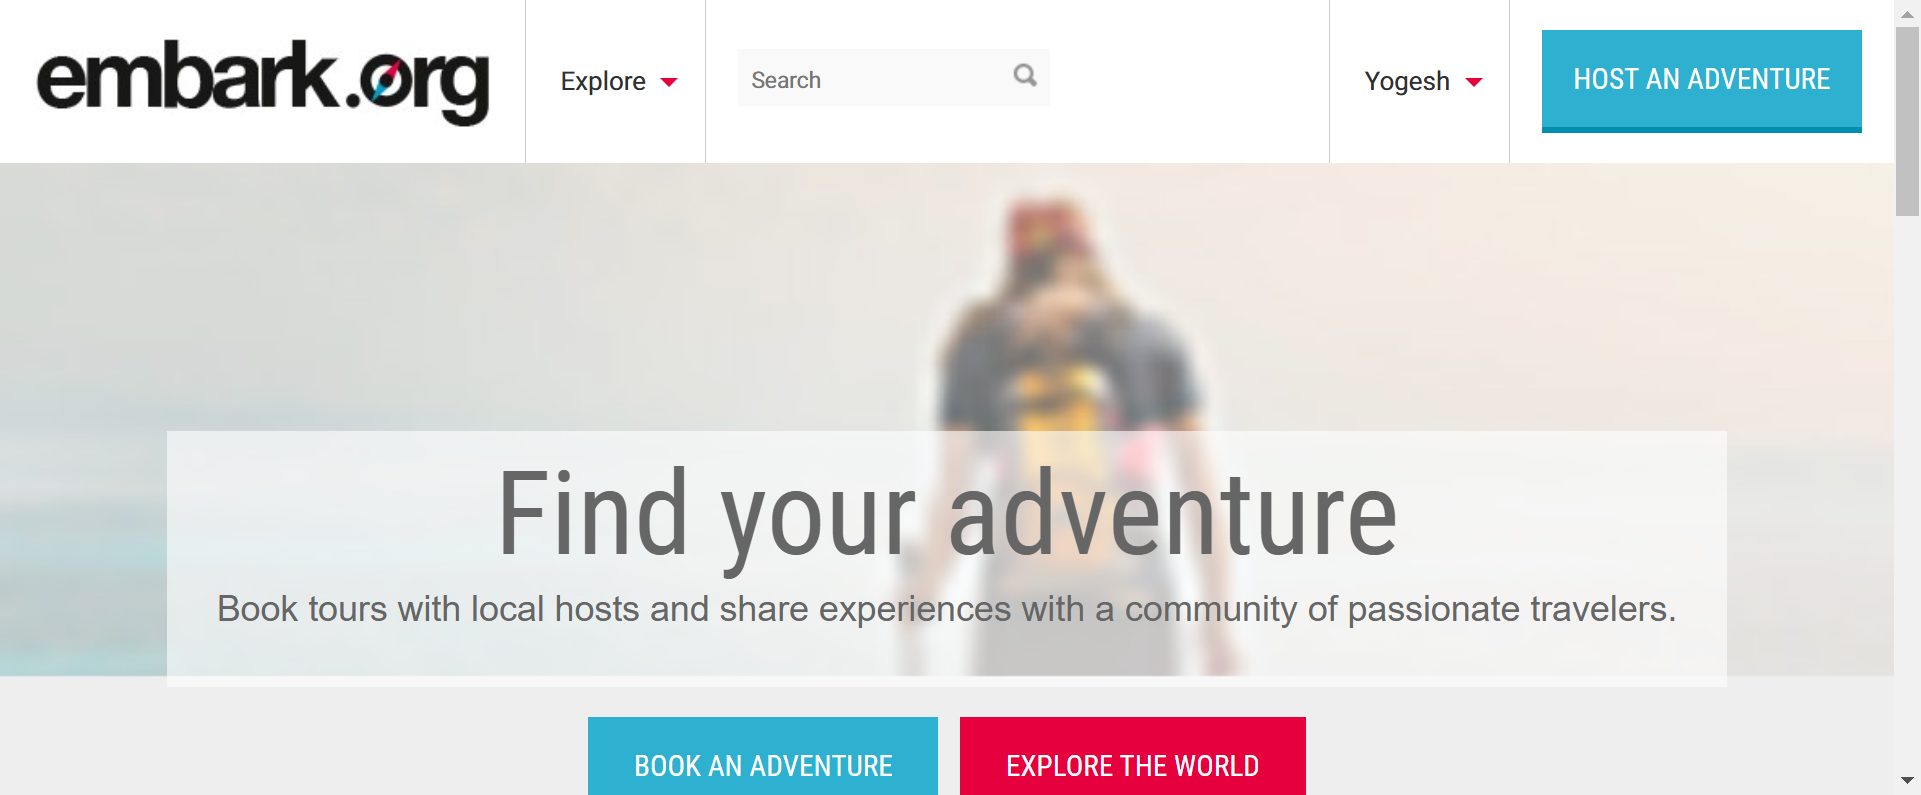 embark.org
Explore
Search
Yogesh
HOST AN ADVENTURE
Find your adventure
Book tours with local hosts and share experiences with a community of passionate travelers.
BOOK AN ADVENTURE
EXPLORE THE WORLD